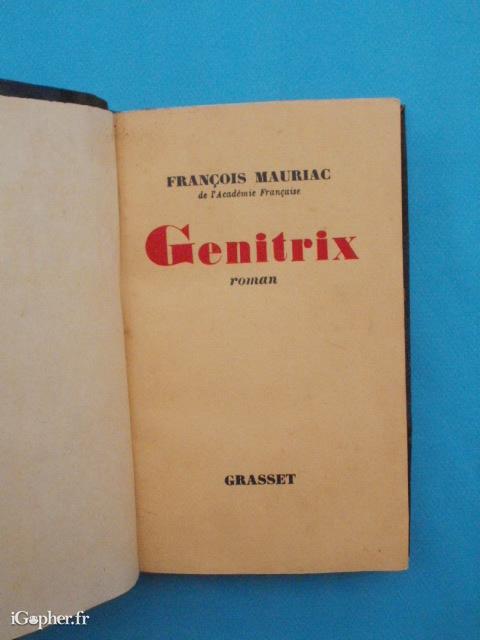 FRANÇOIS MAURIAC
de l'Académie Française
Genitrix
roman
GRASSET
iGopher.fr